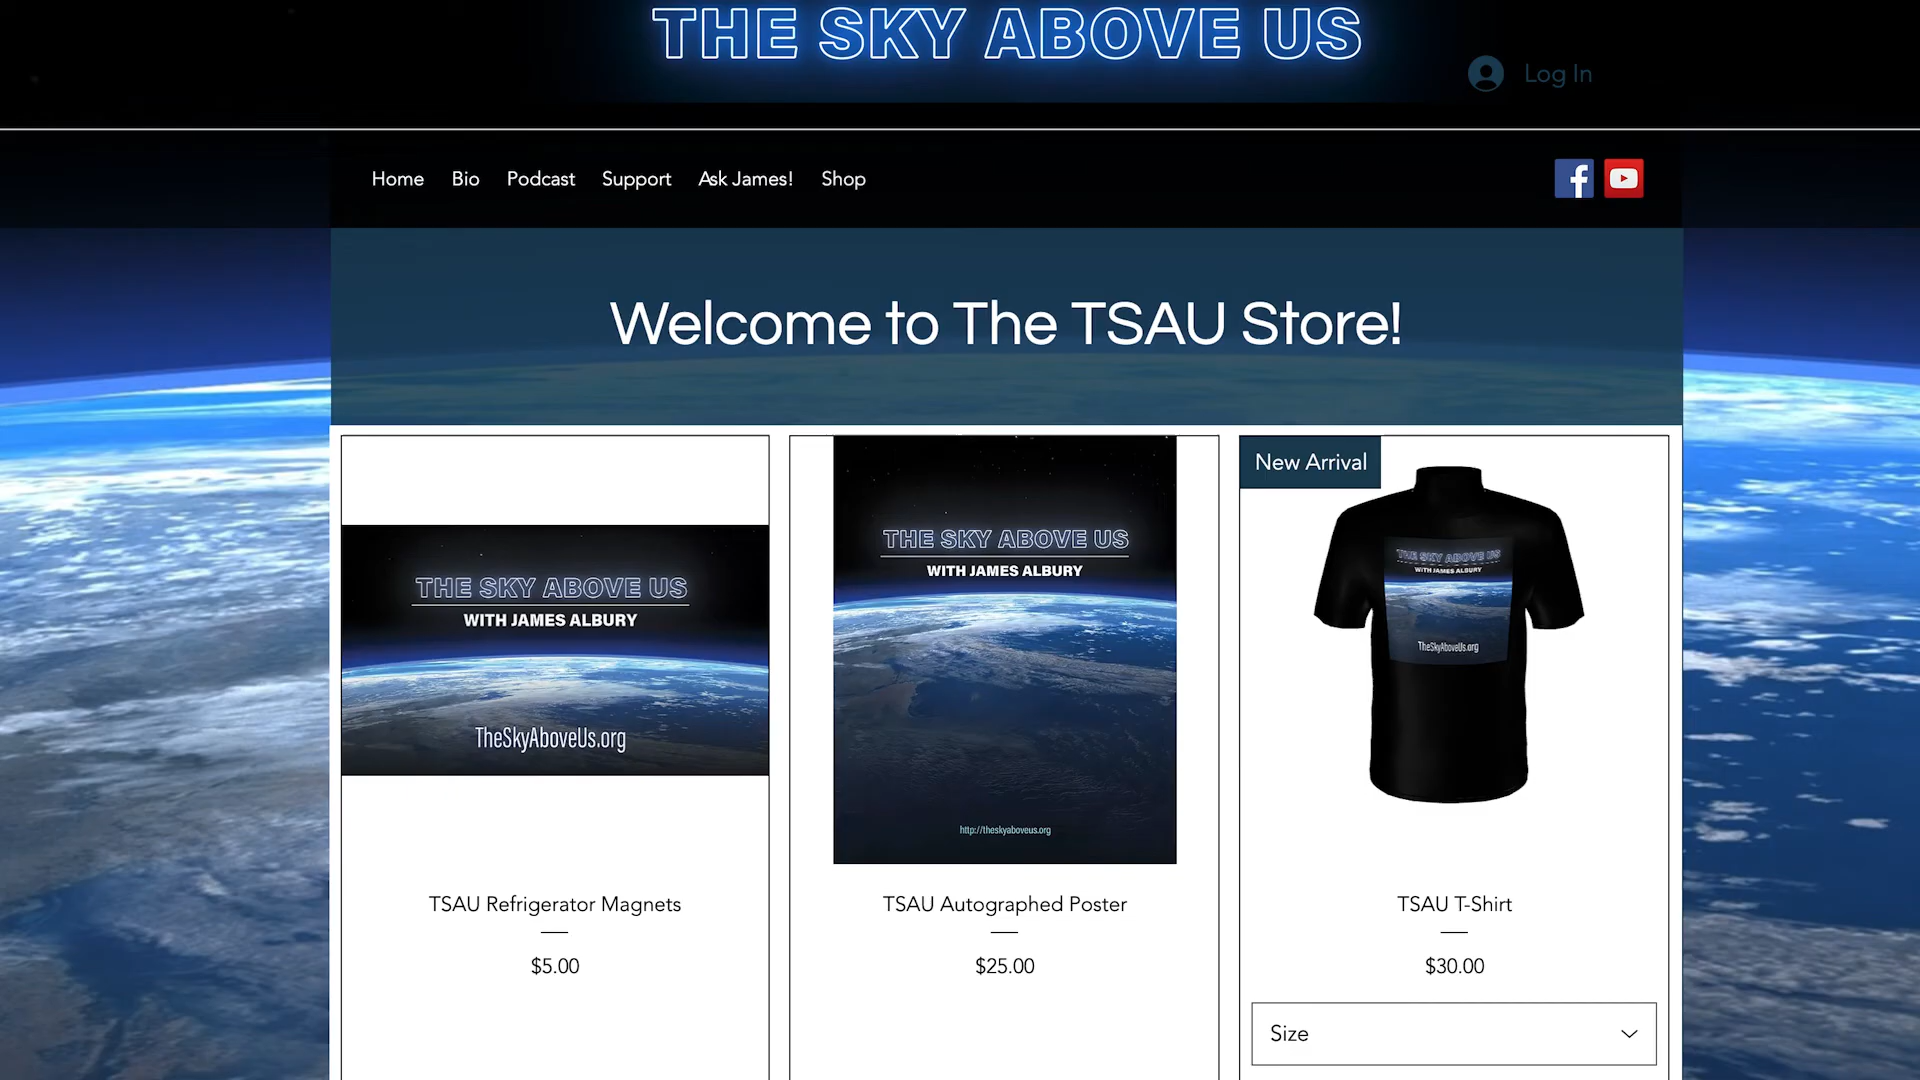 THE SKY ABOVE US
Log In
Home Bio Podcast Support Ask James! Shop
Welcome to The TSAU Store!
THE SKY ABOVE US
WITH JAMES ALBURY
TheSkyAboveUs.org
TSAU Refrigerator Magnets
$5.00
THE SKY ABOVE US
WITH JAMES ALBURY
http://theskyaboveus.org
TSAU Autographed Poster
$25.00
New Arrival
THE SKY ABOVE US
WITH JAMES ALBURY
TheSkyAboveUs.org
TSAU T-Shirt
$30.00
Size